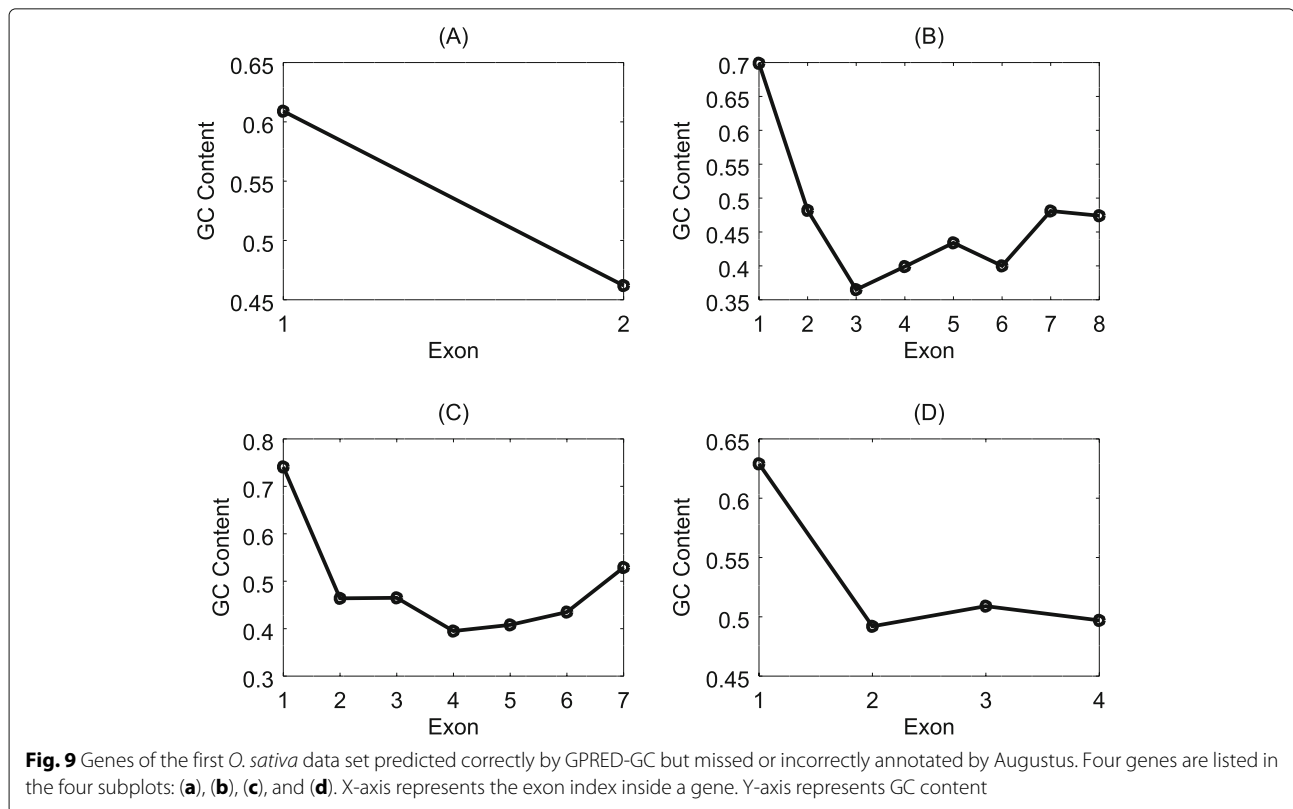 (A)
0.65
0.6
0.55
0.5
0.45
GC Content
1 2
Exon
(B)
0.7
0.65
0.6
0.55
0.5
0.45
0.4
0.35
GC Content
1 2 3 4 5 6 7 8
Exon
(C)
0.8
0.7
0.6
0.5
0.4
0.3
GC Content
1 2 3 4 5 6 7
Exon
(D)
0.65
0.6
0.55
0.5
0.45
GC Content
1 2 3 4
Exon
Fig. 9 Genes of the first O. sativa data set predicted correctly by GPRED-GC but missed or incorrectly annotated by Augustus. Four genes are listed in
the four subplots: (a), (b), (c), and (d). X-axis represents the exon index inside a gene. Y-axis represents GC content